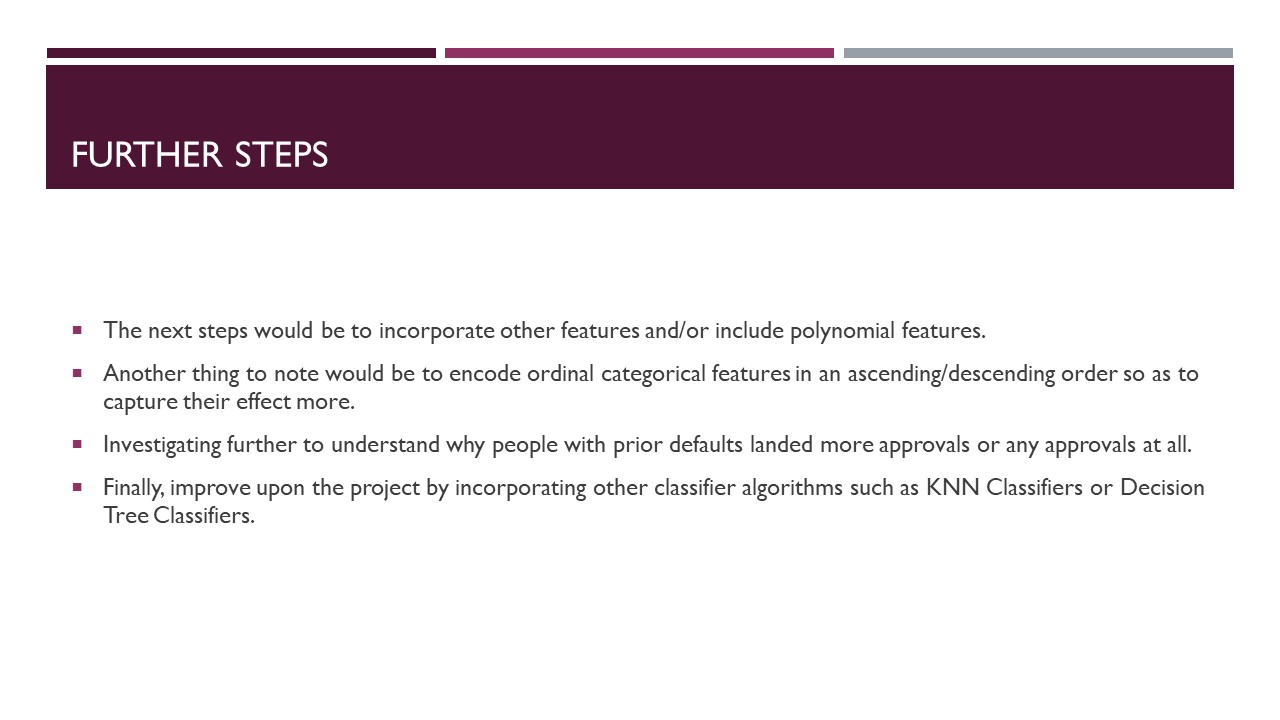 FURTHER STEPS
The next steps would be to incorporate other features and/or include polynomial features.
Another thing to note would be to encode ordinal categorical features in an ascending/descending order so as to
capture their effect more.
Investigating further to understand why people with prior defaults landed more approvals or any approvals at all.
Finally, improve upon the project by incorporating other classifier algorithms such as KNN Classifiers or Decision
Tree Classifiers.